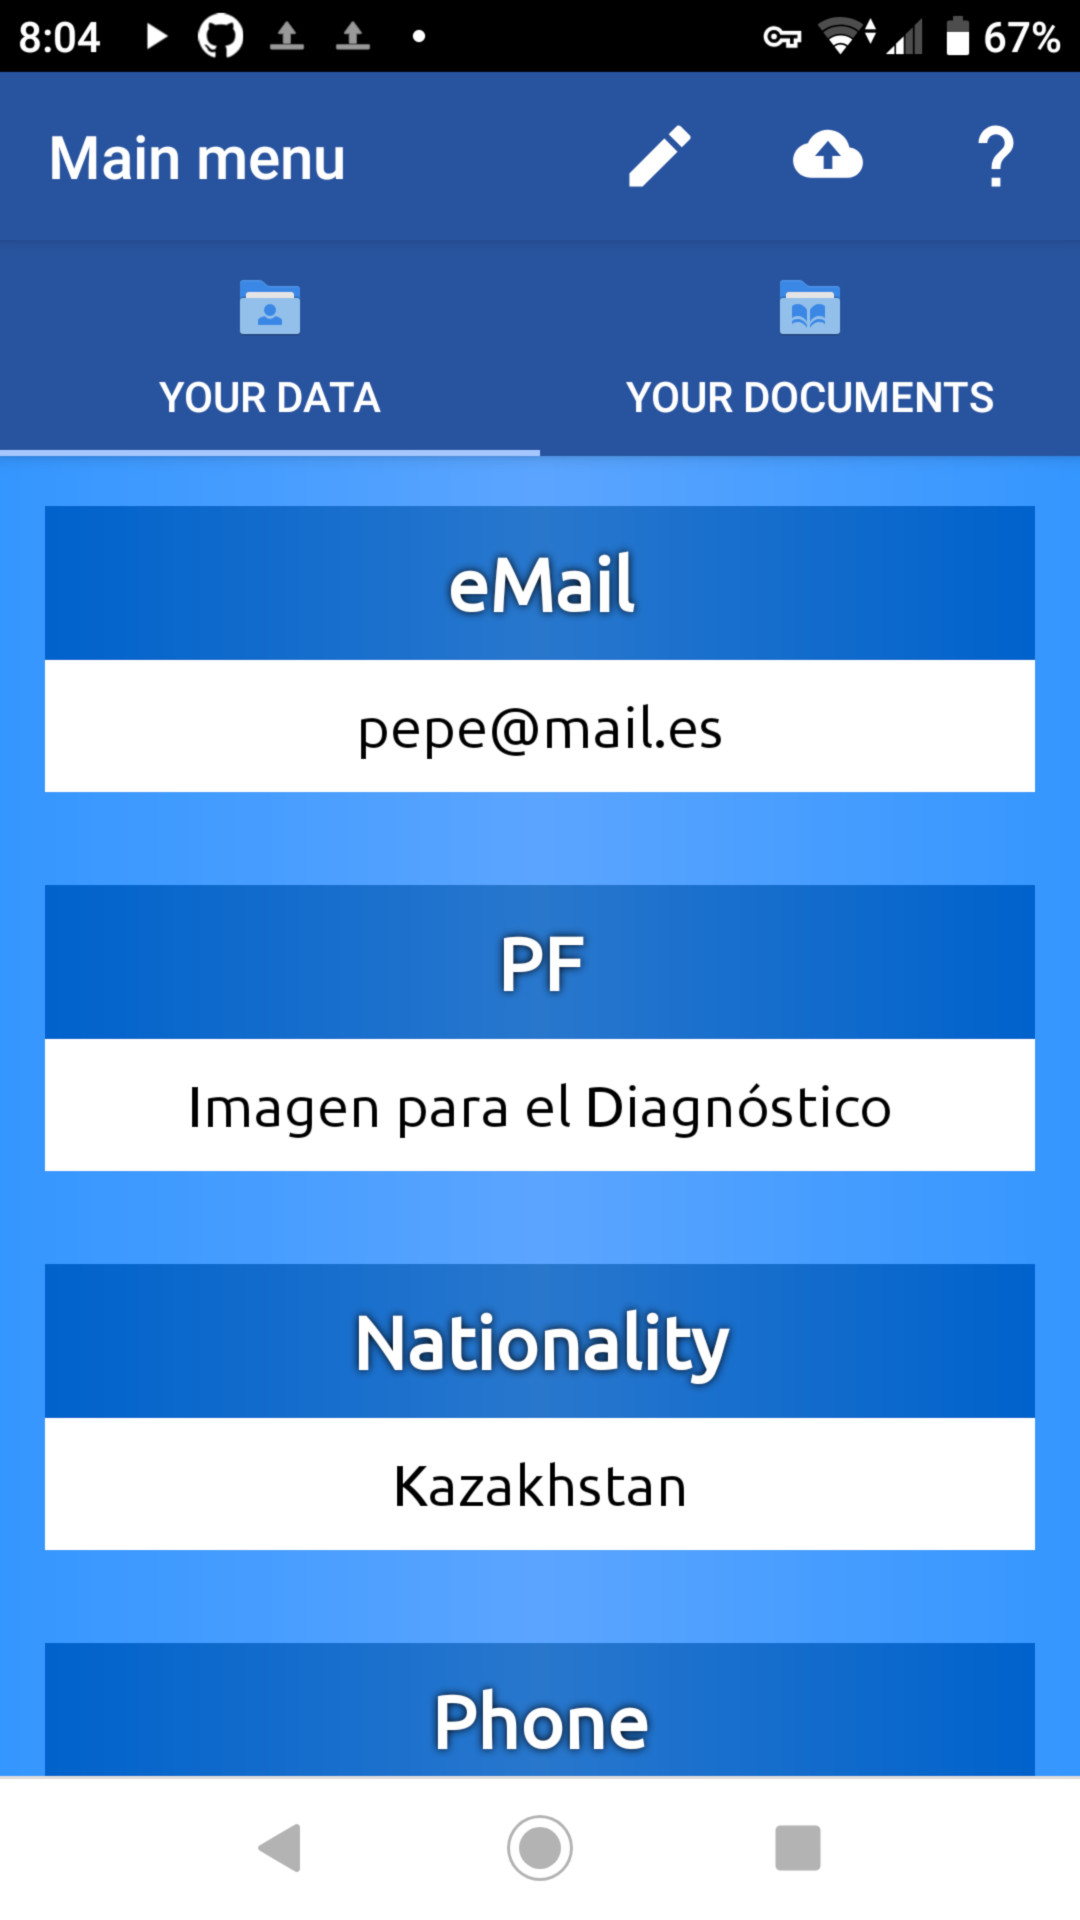 8:04
67%
Main menu
YOUR DATA
YOUR DOCUMENTS
eMail
pepe@mail.es
PF
Imagen para el Diagnóstico
Nationality
Kazakhstan
Phone